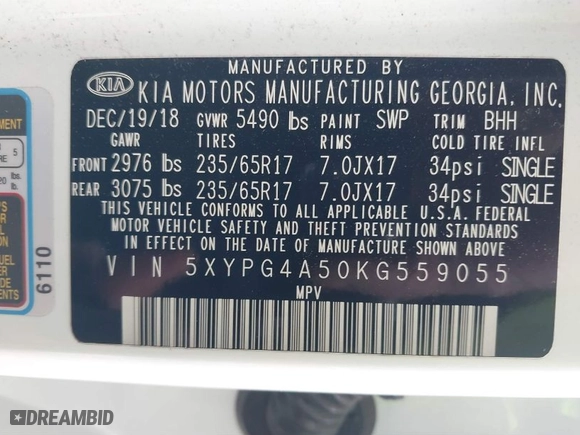 MANUFACTURED BY
KIA KIA MOTORS MANUFACTURING GEORGIA, INC.
DEC/19/18 GVWR 5490 lbs PAINT SWP TRIM BHH
GAWR TIRES RIMS COLD TIRE INFL
FRONT 2976 lbs 235/65R17 7.0JX17 34psi SINGLE
REAR 3075 lbs 235/65R17 7.0JX17 34psi SINGLE
THIS VEHICLE CONFORMS TO ALL APPLICABLE U.S.A. FEDERAL
MOTOR VEHICLE SAFETY AND THEFT PREVENTION STANDARDS
IN EFFECT ON THE DATE OF MANUFACTURE SHOWN ABOVE.
VIN 5XYPG4A50KG559055
MPV
6110
5
lbs.
DREAMBID